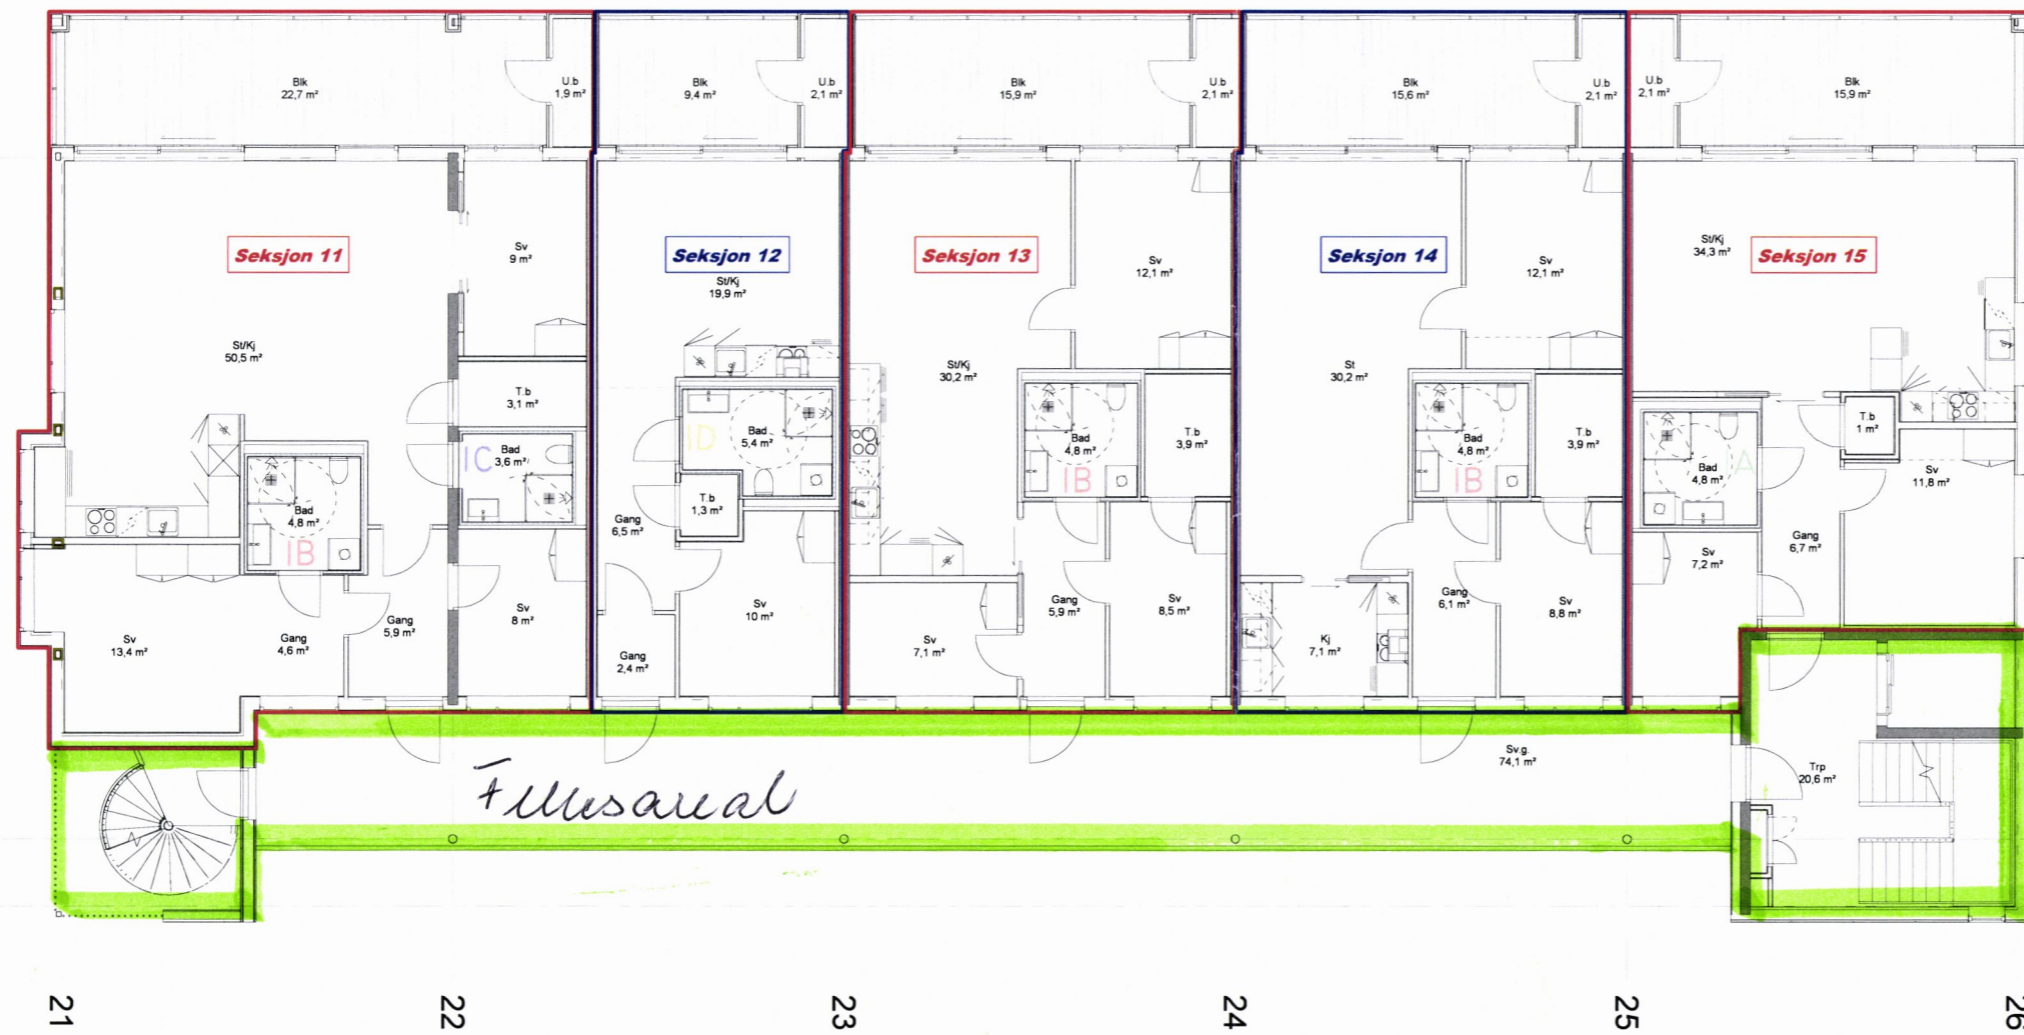 Blk
22,7 m²
U.b
1,9 m²
Blk
9,4 m²
U.b
2,1 m²
Blk
15,9 m²
U.b
2,1 m²
Blk
15,6 m²
U.b
2,1 m²
U.b
2,1 m²
Blk
15,9 m²
Seksjon 11
Sv
9 m²
St/Kj
50,5 m²
T.b
3,1 m²
Bad
3,6 m²
IC
Bad
4,8 m²
IB
Sv
13,4 m²
Gang
4,6 m²
Gang
5,9 m²
Sv
8 m²
Seksjon 12
St/Kj
19,9 m²
ID
Bad
5,4 m²
T.b
1,3 m²
Gang
6,5 m²
Sv
10 m²
Gang
2,4 m²
Seksjon 13
Sv
12,1 m²
St/Kj
30,2 m²
Bad
4,8 m²
IB
T.b
3,9 m²
Gang
5,9 m²
Sv
8,5 m²
Sv
7,1 m²
Seksjon 14
Sv
12,1 m²
St
30,2 m²
Bad
4,8 m²
IB
T.b
3,9 m²
Gang
6,1 m²
Sv
8,8 m²
Kj
7,1 m²
St/Kj
34,3 m²
Seksjon 15
T.b
1 m²
Bad
4,8 m²
A
Sv
11,8 m²
Gang
6,7 m²
Sv
7,2 m²
Sv.g.
74,1 m²
Trp
20,6 m²
Fellesareal
21
22
23
24
25
26